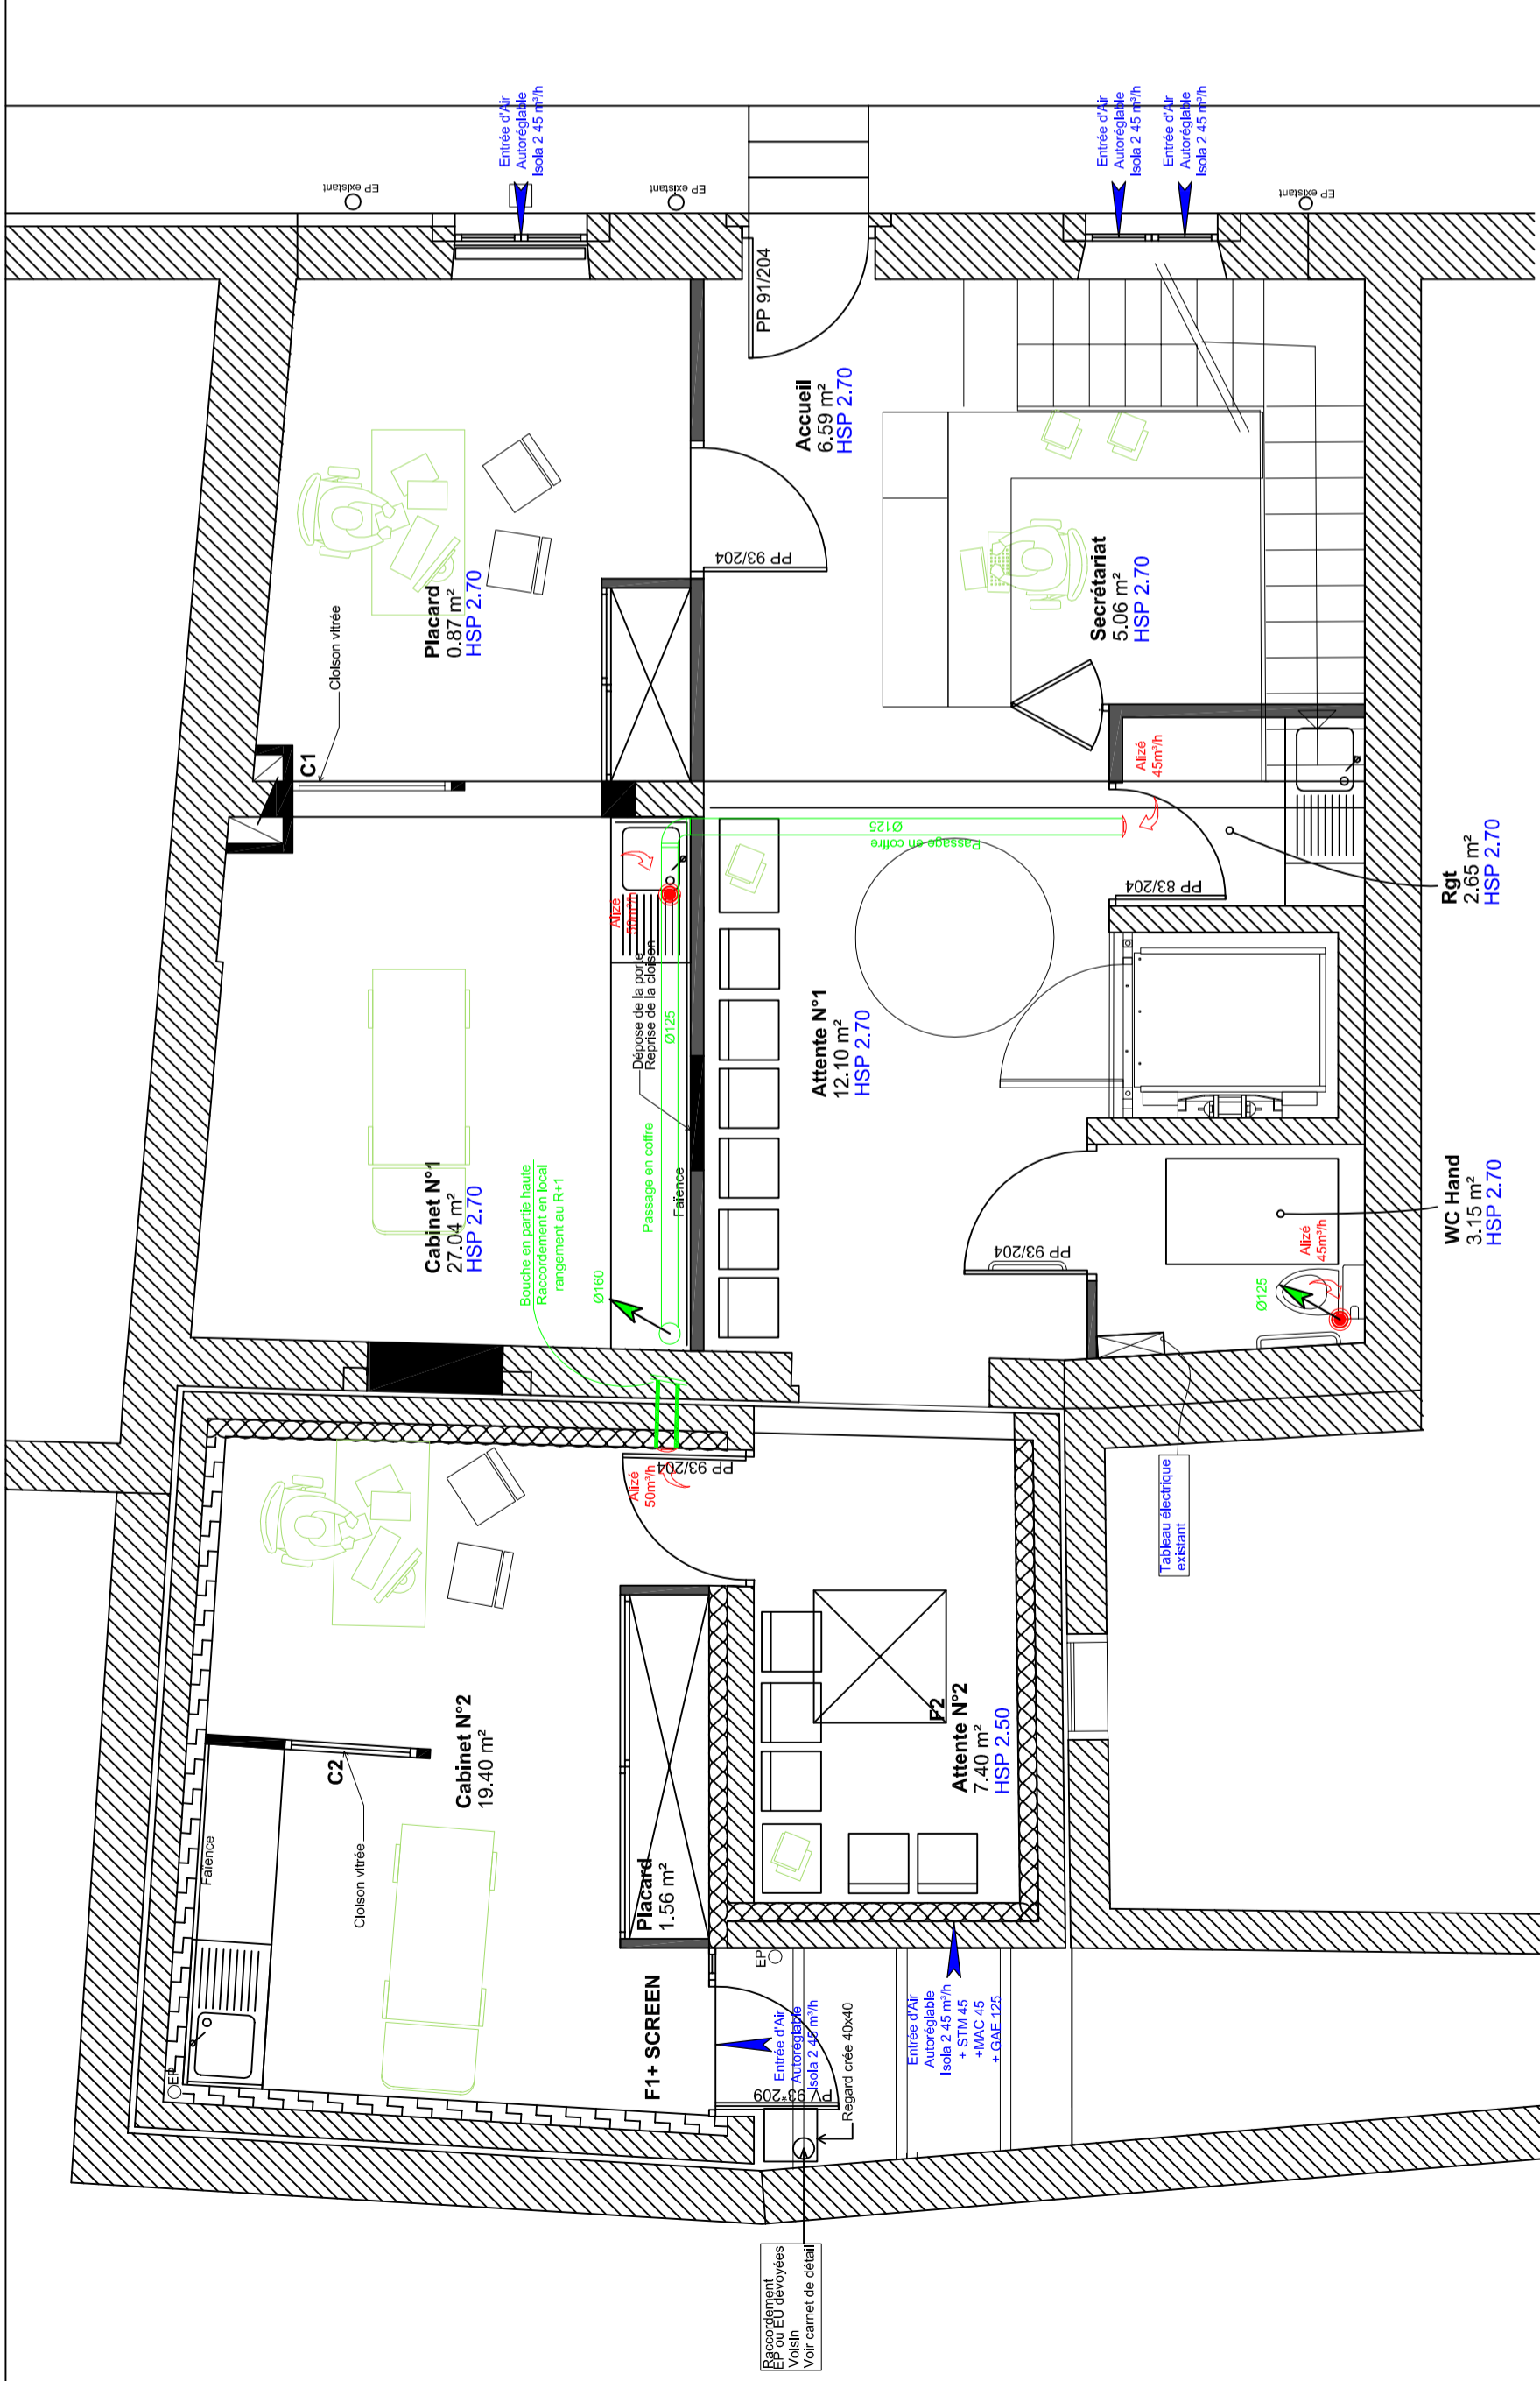 Entrée d'Air
Autoréglable
Isola 2 45 m³/h
Entrée d'Air
Autoréglable
Isola 2 45 m³/h
Entrée d'Air
Autoréglable
Isola 2 45 m³/h
EP existant
EP existant
EP existant
PP 91/204
Accueil
6.59 m²
HSP 2.70
PP 93/204
Placard
0.87 m²
HSP 2.70
Cloison vitrée
C1
Secrétariat
5.06 m²
HSP 2.70
Alizé
45m³/h
Ø125
Passage en coffre
PP 83/204
Rgt
2.65 m²
HSP 2.70
Alizé
50m³/h
Dépose de la porte
Reprise de la cloison
Ø125
Passage en coffre
Faïence
Attente N°1
12.10 m²
HSP 2.70
Cabinet N°1
27.04 m²
HSP 2.70
Bouche en partie haute
Raccordement en local
rangement au R+1
Ø160
PP 93/204
WC Hand
3.15 m²
HSP 2.70
Alizé
45m³/h
Ø125
Tableau électrique
existant
PP 93/204
Alizé
50m³/h
Cabinet N°2
19.40 m²
C2
Cloison vitrée
Faïence
Placard
1.56 m²
F2
Attente N°2
7.40 m²
HSP 2.50
EP
EP
F1+ SCREEN
Entrée d'Air
Autoréglable
Isola 2 45 m³/h
PV 93*209
Regard crée 40x40
Entrée d'Air
Autoréglable
Isola 2 45 m³/h
+ STM 45
+MAC 45
+ GAE 125
Raccordement
EP ou EU dévoyées
Voisin
Voir carnet de détail